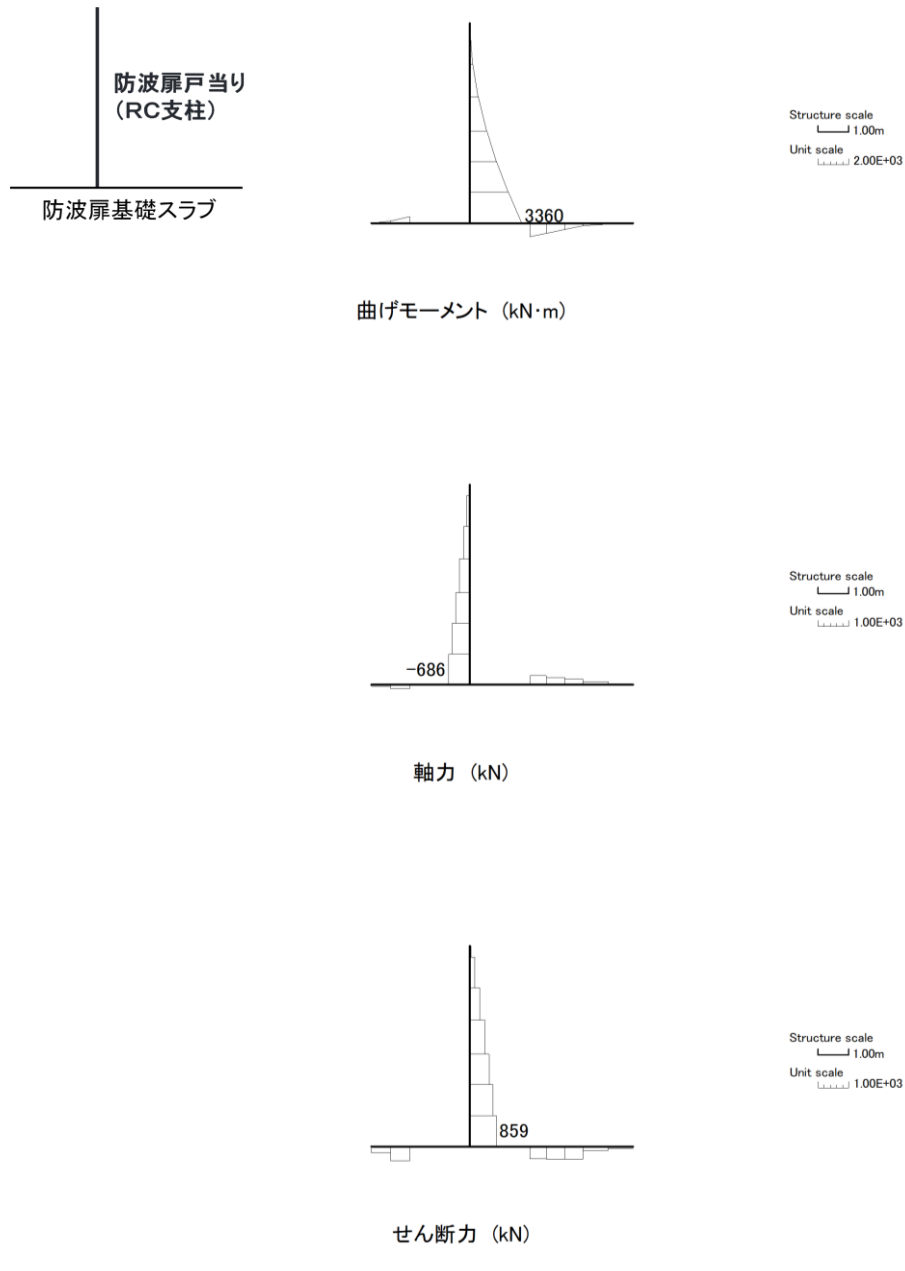 防波扉戸当り
（RC支柱）
防波扉基礎スラブ
3360
Structure scale
1.00m
Unit scale
2.00E+03
曲げモーメント (kN・m)
-686
Structure scale
1.00m
Unit scale
1.00E+03
軸力 (kN)
859
Structure scale
1.00m
Unit scale
1.00E+03
せん断力 (kN)